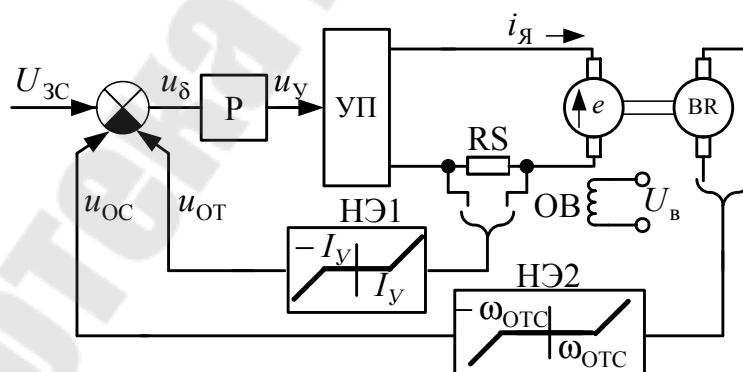 i_Я
U_ЗС
u_δ
u_У
Р
УП
e
BR
RS
u_ОС
u_ОТ
НЭ1
ОВ
U_в
− I_У
I_У
НЭ2
− ω_ОТС
ω_ОТС